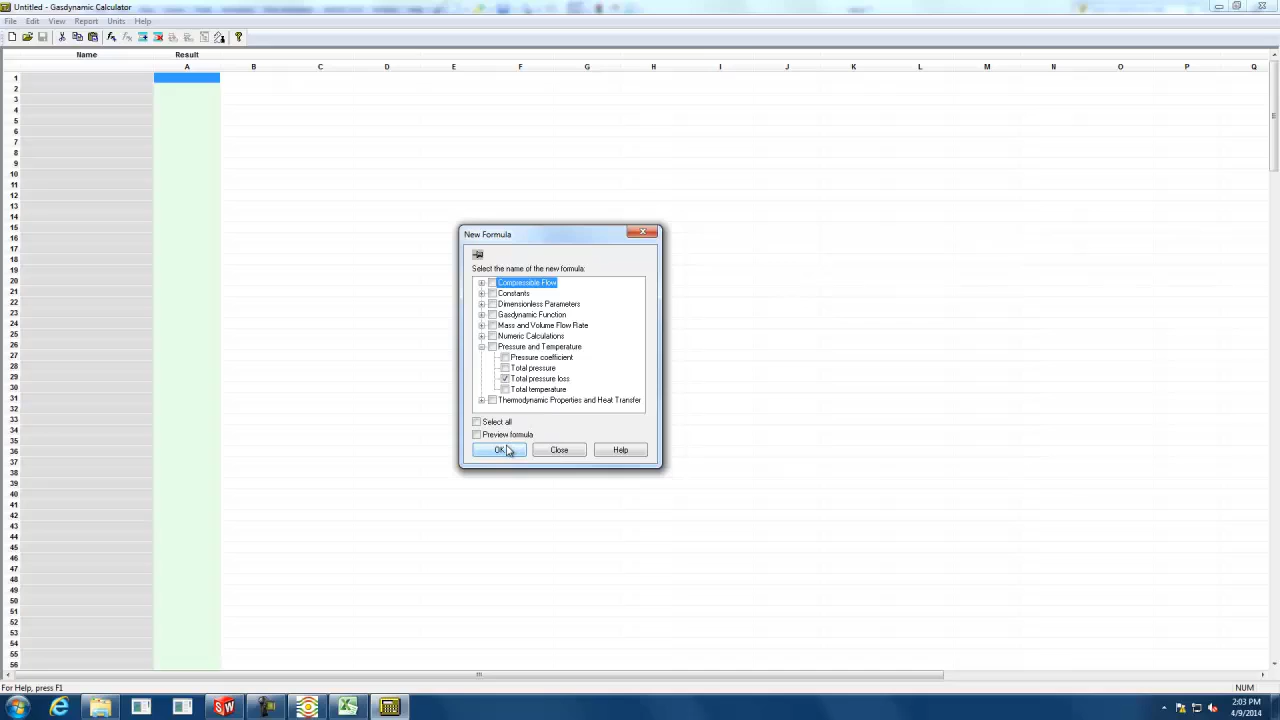 Untitled - Gasdynamic Calculator
File Edit View Report Units Help
Name Result
A B C D E F G H I J K L M N O P Q
1
2
3
4
5
6
7
8
9
10
11
12
13
14
15
16
17
18
19
20
21
22
23
24
25
26
27
28
29
30
31
32
33
34
35
36
37
38
39
40
41
42
43
44
45
46
47
48
49
50
51
52
53
54
55
56
New Formula
Select the name of the new formula:
Compressible Flow
Constants
Dimensionless Parameters
Gasdynamic Function
Mass and Volume Flow Rate
Numeric Calculations
Pressure and Temperature
Pressure coefficient
Total pressure
Total pressure loss
Total temperature
Thermodynamic Properties and Heat Transfer
Select all
Preview formula
OK Close Help
For Help, press F1
NUM
2:03 PM
4/9/2014